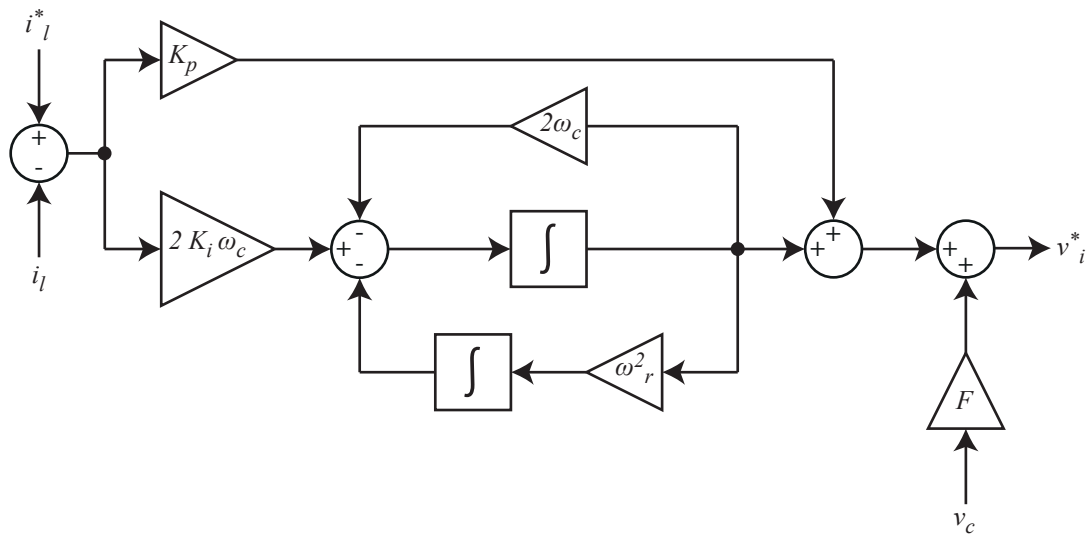 i*l
Kp
2ωc
+
-
2 Ki ωc
-
+
-
∫
+
+
+
+
v*i
il
∫
ω²r
F
vc